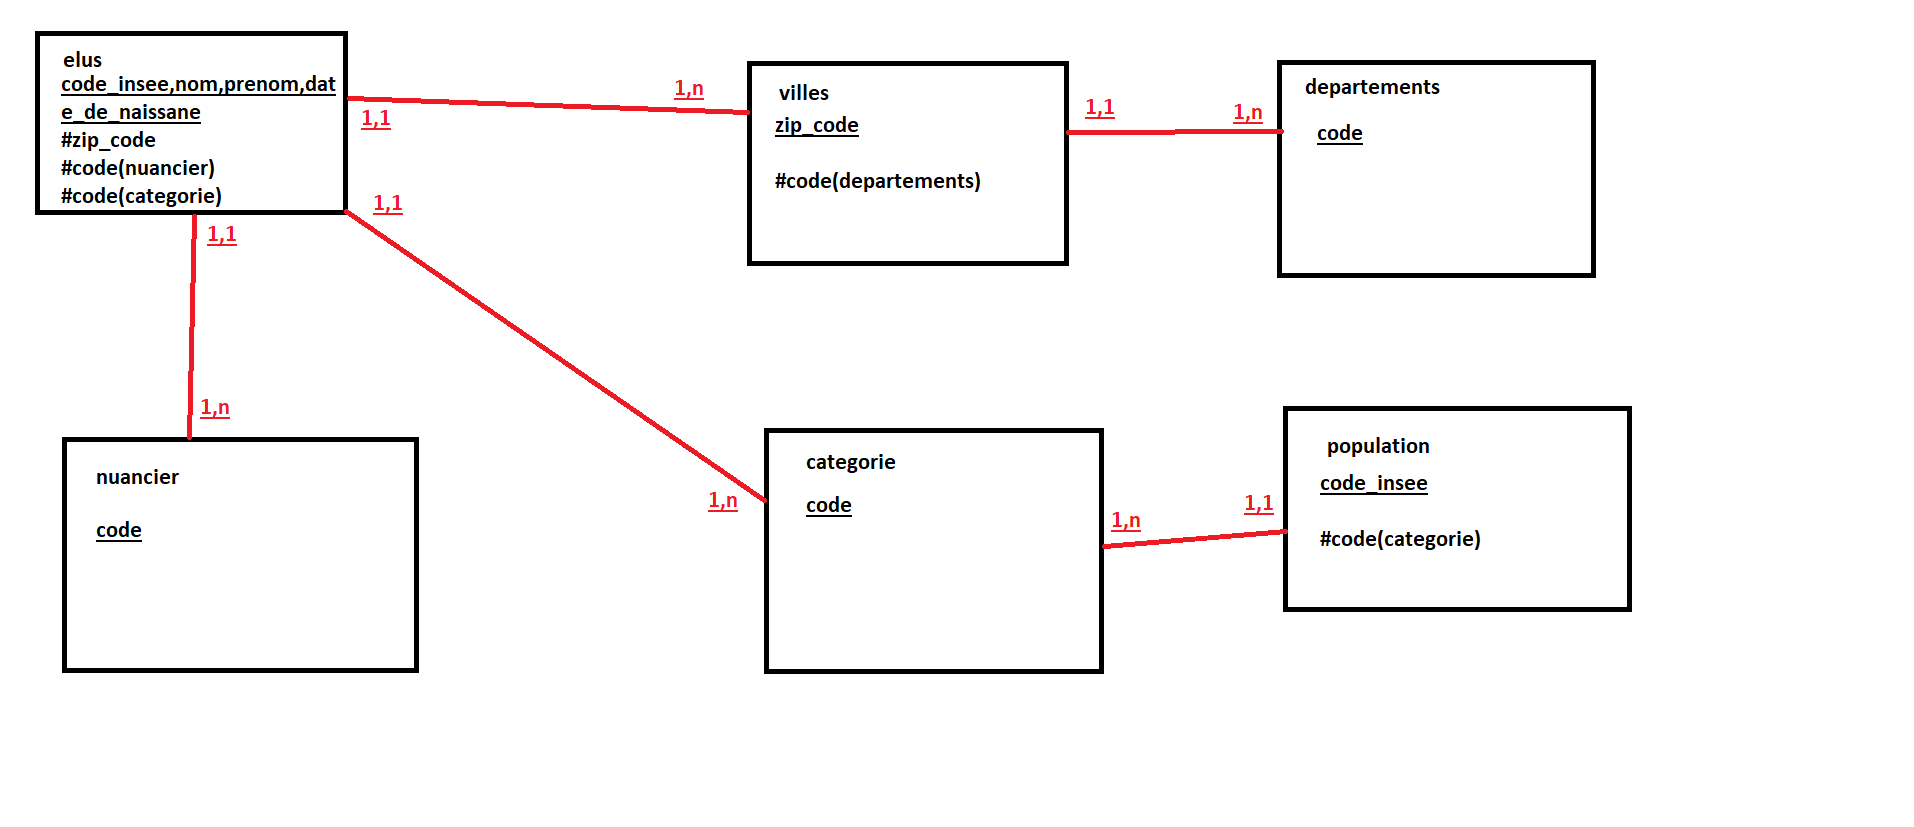 elus
code_insee,nom,prenom,dat
e_de_naissane
#zip_code
#code(nuancier)
#code(categorie)
1,1
1,n
villes
zip_code
#code(departements)
1,1
1,n
departements
code
1,1
1,1
1,n
nuancier
code
1,n
categorie
code
1,n
1,1
population
code_insee
#code(categorie)